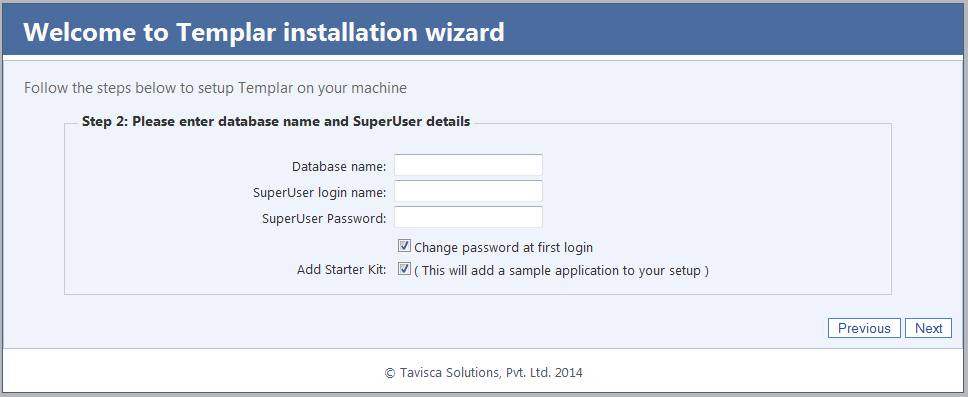 Welcome to Templar installation wizard
Follow the steps below to setup Templar on your machine
Step 2: Please enter database name and SuperUser details
Database name:
SuperUser login name:
SuperUser Password:
Change password at first login
Add Starter Kit: ( This will add a sample application to your setup )
Previous Next
© Tavisca Solutions, Pvt. Ltd. 2014